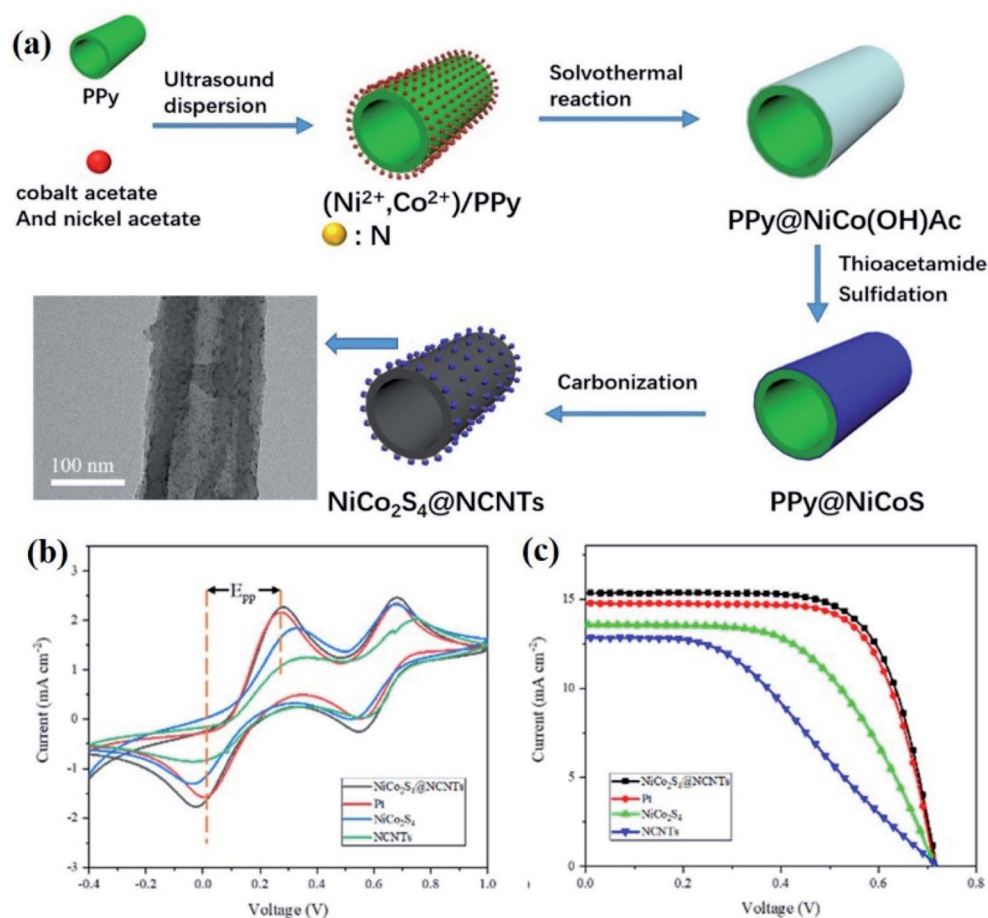 (a)
PPy
Ultrasound
dispersion
Solvothermal
reaction
cobalt acetate
And nickel acetate
(Ni²⁺,Co²⁺)/PPy
: N
PPy@NiCo(OH)Ac
Thioacetamide
Sulfidation
100 nm
Carbonization
NiCo₂S₄@NCNTs
PPy@NiCoS
(b)
3
2
1
0
-1
-2
-3
Current (mA cm⁻²)
Epp
NiCo₂S₄@NCNTs
Pt
NiCo₂S₄
NCNTs
-0.4 -0.2 0.0 0.2 0.4 0.6 0.8 1.0
Voltage (V)
(c)
15
10
5
0
Current (mA cm⁻²)
NiCo₂S₄@NCNTs
Pt
NiCo₂S₄
NCNTs
0.0 0.2 0.4 0.6 0.8
Voltage (V)